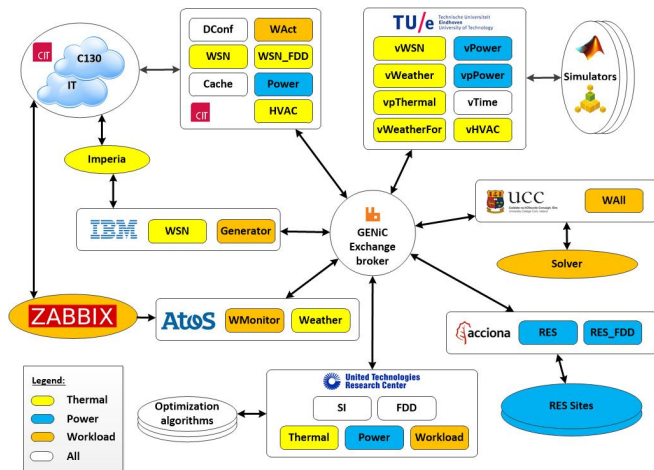 CIT
C130
IT
DConf
WAct
WSN
WSN_FDD
Cache
Power
CIT
HVAC
TU/e
Technische Universiteit
Eindhoven
University of Technology
vWSN
vPower
vWeather
vpPower
vpThermal
vTime
vWeatherFor
vHVAC
Simulators
Imperia
IBM
WSN
Generator
GENiC
Exchange
broker
UCC
WAll
Solver
ZABBIX
Atos
WMonitor
Weather
acciona
RES
RES_FDD
RES Sites
United Technologies
Research Center
SI
FDD
Thermal
Power
Workload
Optimization
algorithms
Legend:
Thermal
Power
Workload
All